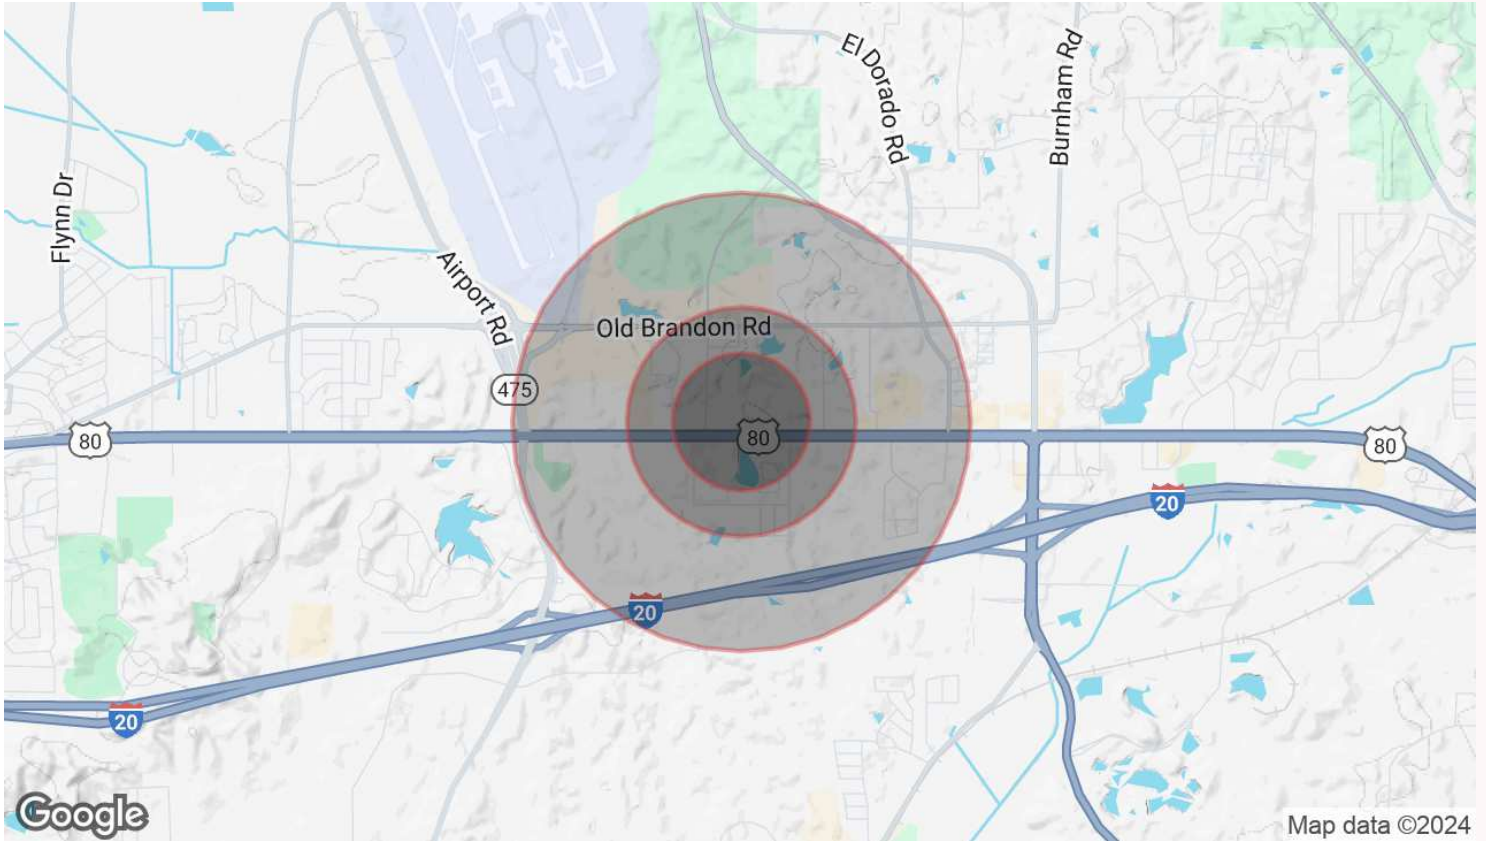 El Dorado Rd
Burnham Rd
Flynn Dr
Airport Rd
Old Brandon Rd
475
80
80
80
20
20
20
Google
Map data ©2024